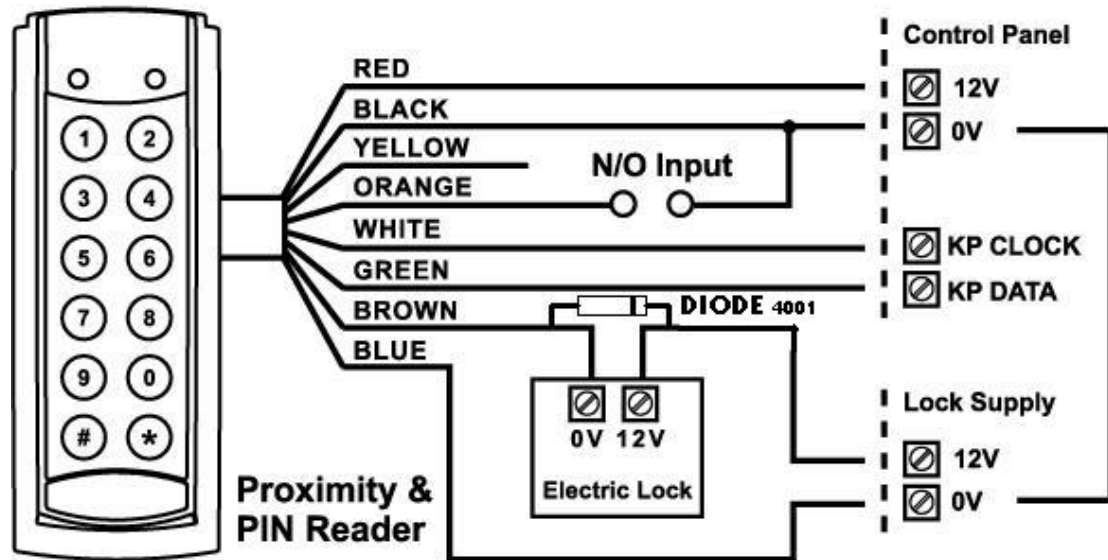 Control Panel
RED
12V
BLACK
0V
1 2
YELLOW
N/O Input
3 4
ORANGE
WHITE
KP CLOCK
5 6
GREEN
KP DATA
BROWN
DIODE 4001
7 8
BLUE
9 0
0V 12V
Lock Supply
# *
12V
Electric Lock
0V
Proximity &
PIN Reader